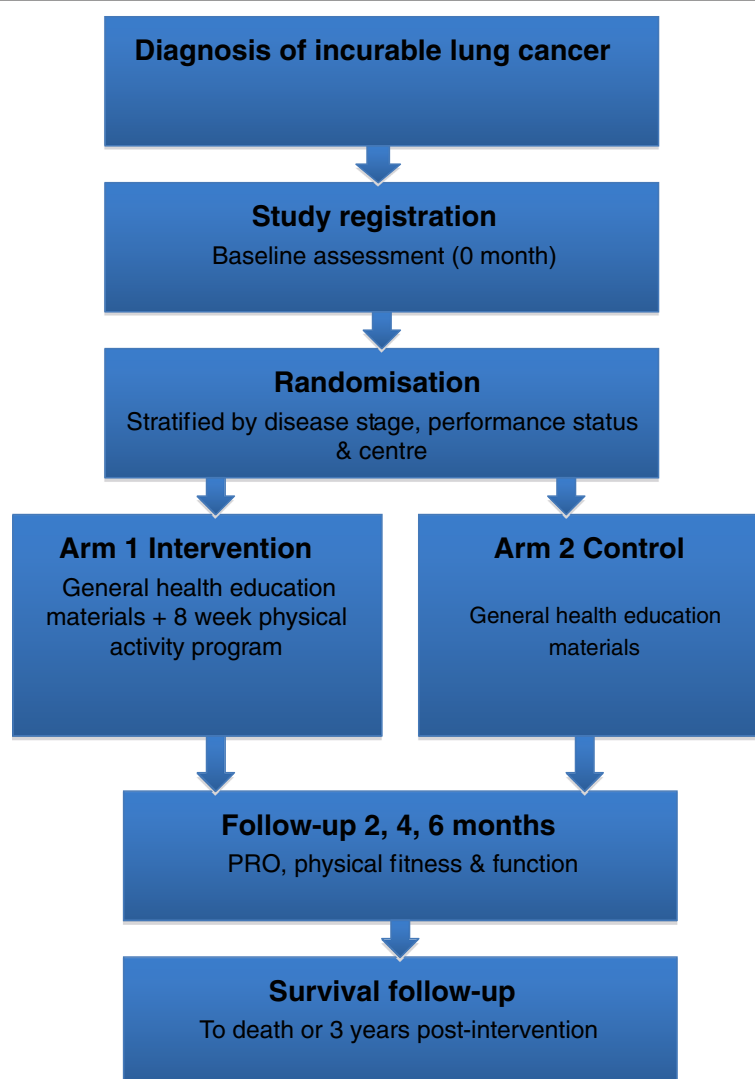 Diagnosis of incurable lung cancer
Study registration
Baseline assessment (0 month)
Randomisation
Stratified by disease stage, performance status
& centre
Arm 1 Intervention
General health education
materials + 8 week physical
activity program
Arm 2 Control
General health education
materials
Follow-up 2, 4, 6 months
PRO, physical fitness & function
Survival follow-up
To death or 3 years post-intervention